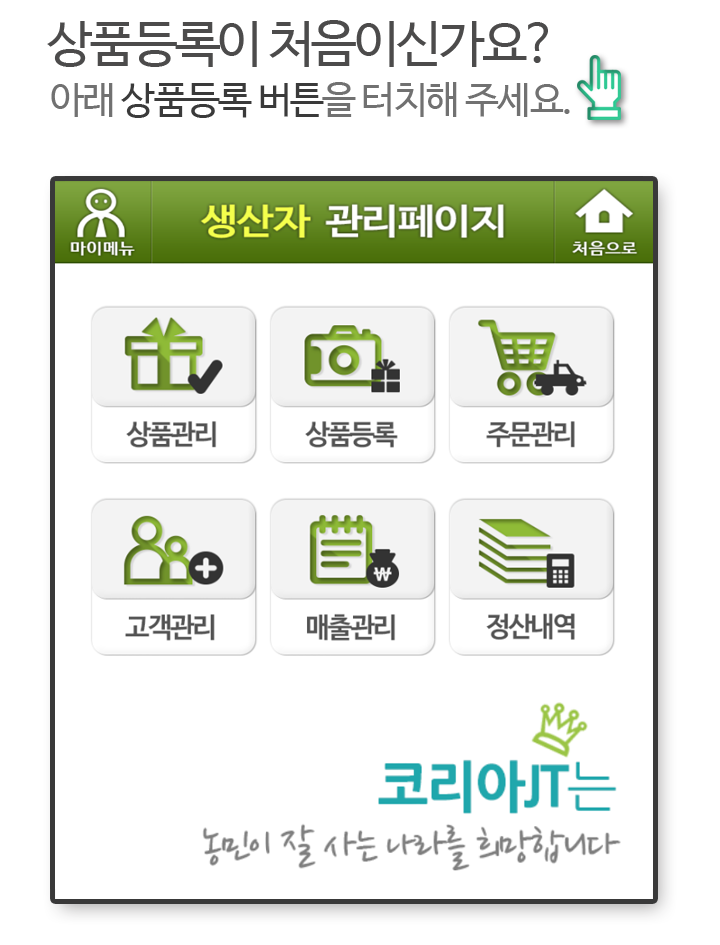 상품등록이 처음이신가요?
아래 상품등록 버튼을 터치해 주세요.
마이메뉴
생산자 관리페이지
처음으로
상품관리
상품등록
주문관리
고객관리
매출관리
정산내역
코리아JT는
농민이 잘 사는 나라를 희망합니다